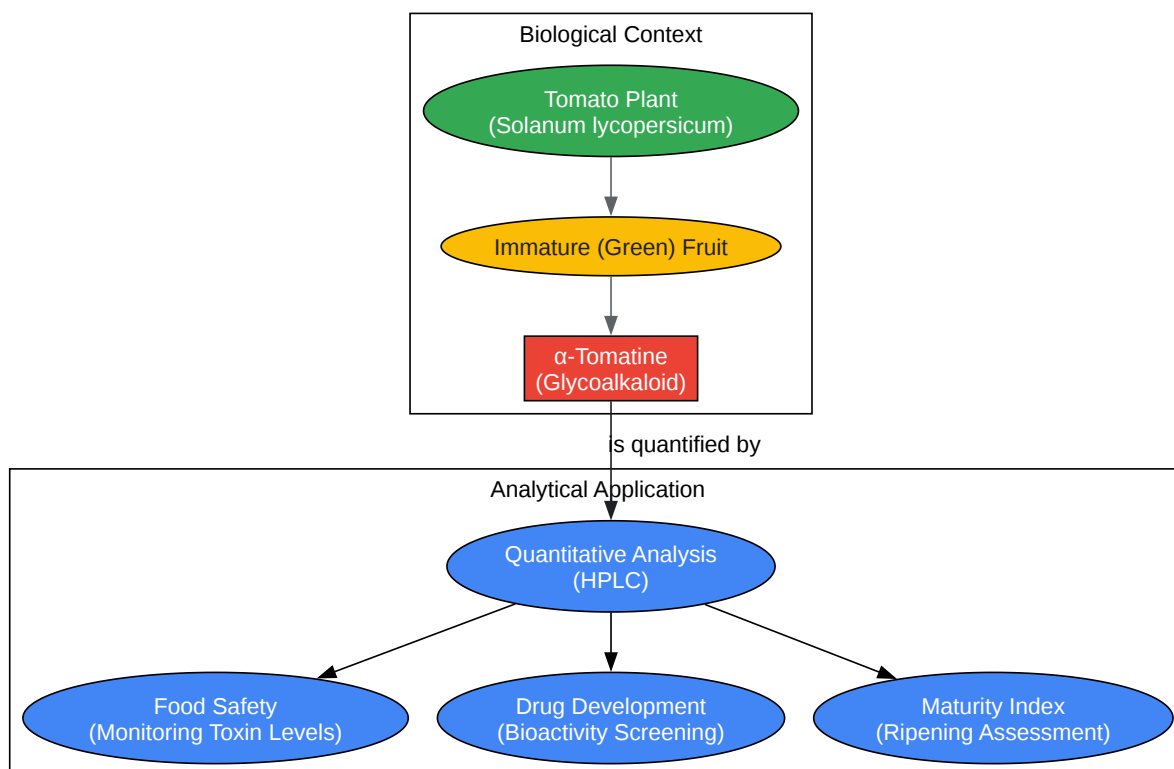 Biological Context
Tomato Plant
(Solanum lycopersicum)
Immature (Green) Fruit
α-Tomatine
(Glycoalkaloid)
is quantified by
Analytical Application
Quantitative Analysis
(HPLC)
Food Safety
(Monitoring Toxin Levels)
Drug Development
(Bioactivity Screening)
Maturity Index
(Ripening Assessment)